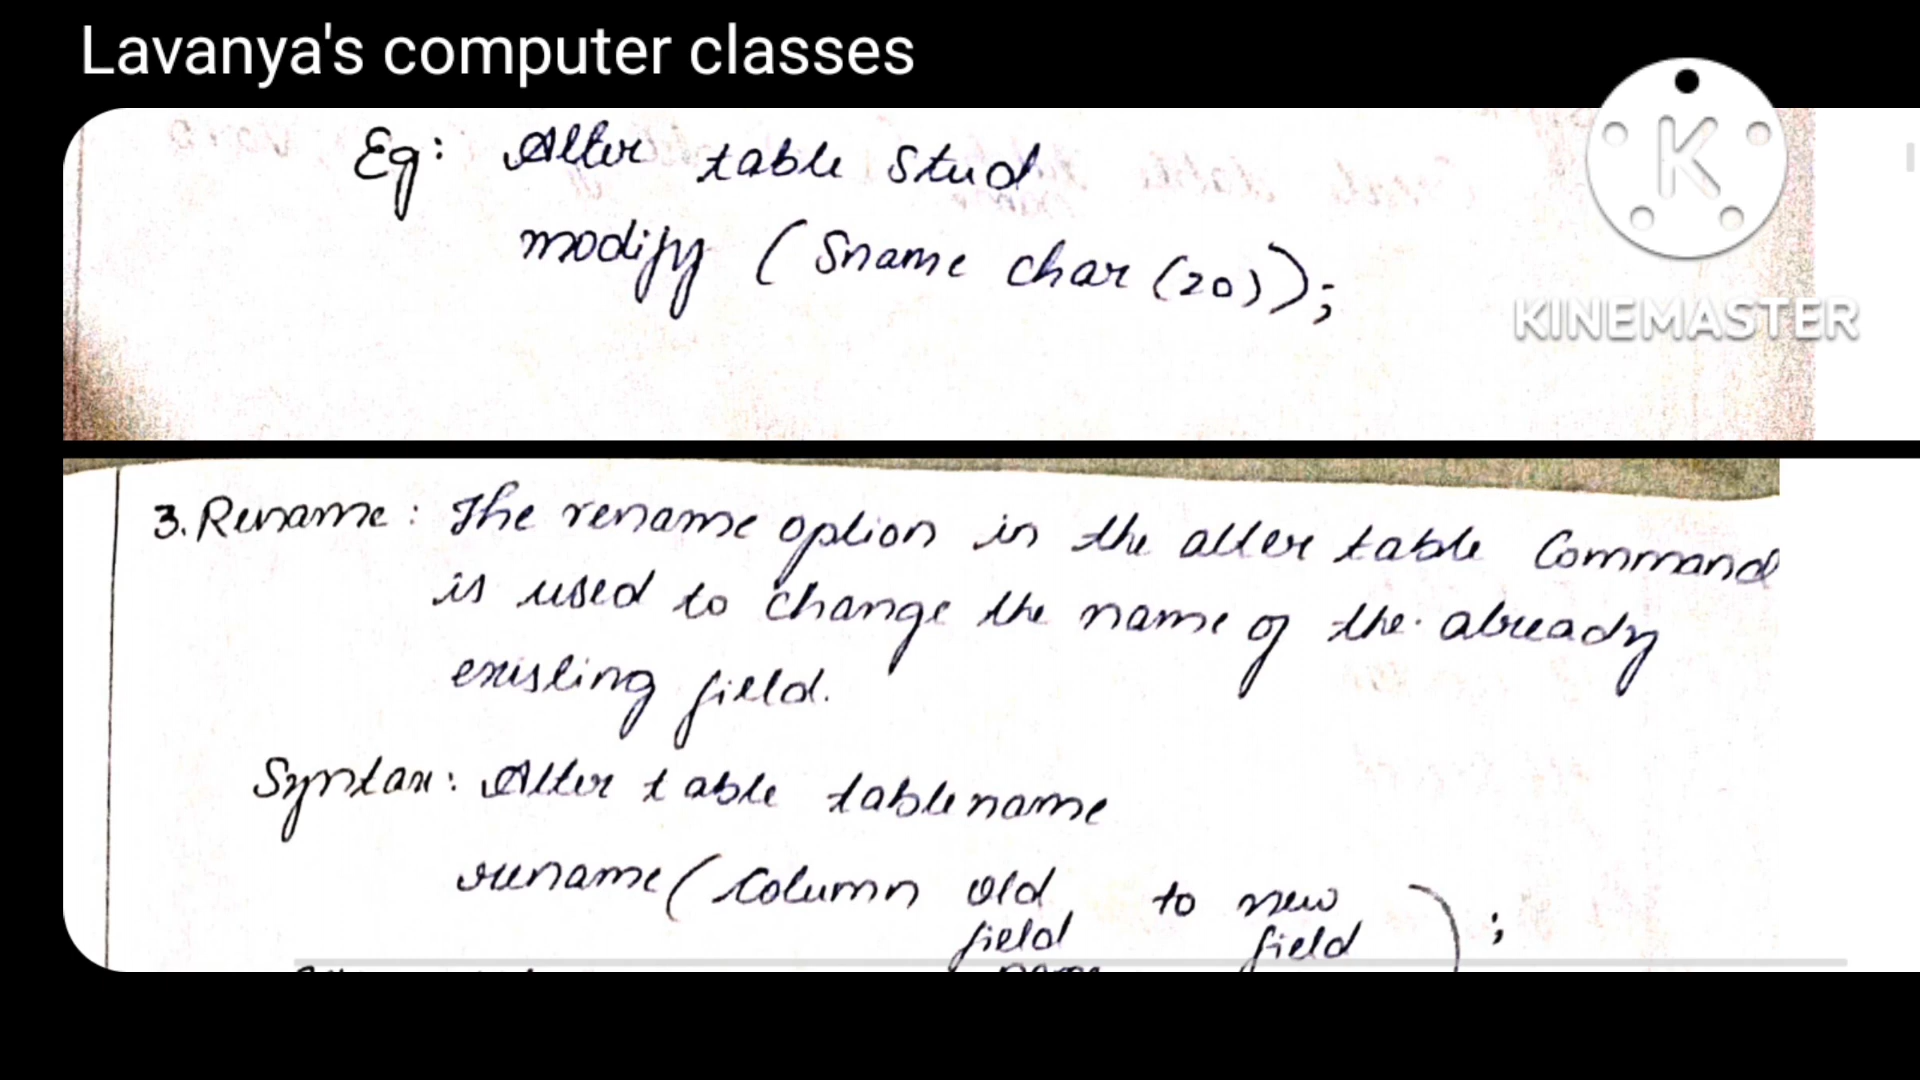 Lavanya's computer classes
Eg: Alter table Stud
modify (Sname char (20));
KINEMASTER
3. Rename: The rename option in the alter table Command
is used to change the name of the already
existing field.
Syntax: Alter table tablename
rename (Column old to new );
field field
name